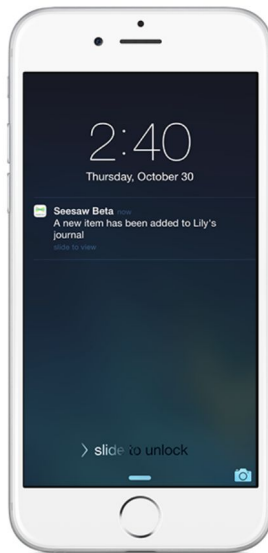 2:40
Thursday, October 30
Seesaw Beta now
A new item has been added to Lily's
journal
slide to view
> slide to unlock